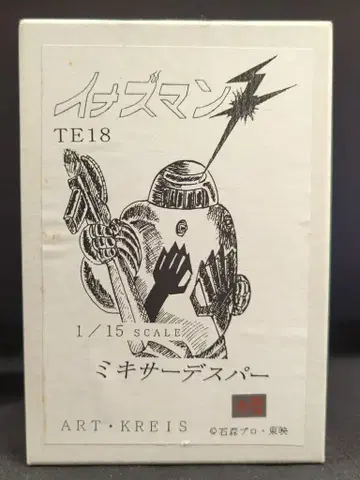 イナズマン
TE18
1/15 SCALE
ミキサーデスパー
ART・KREIS
©石森プロ・東映